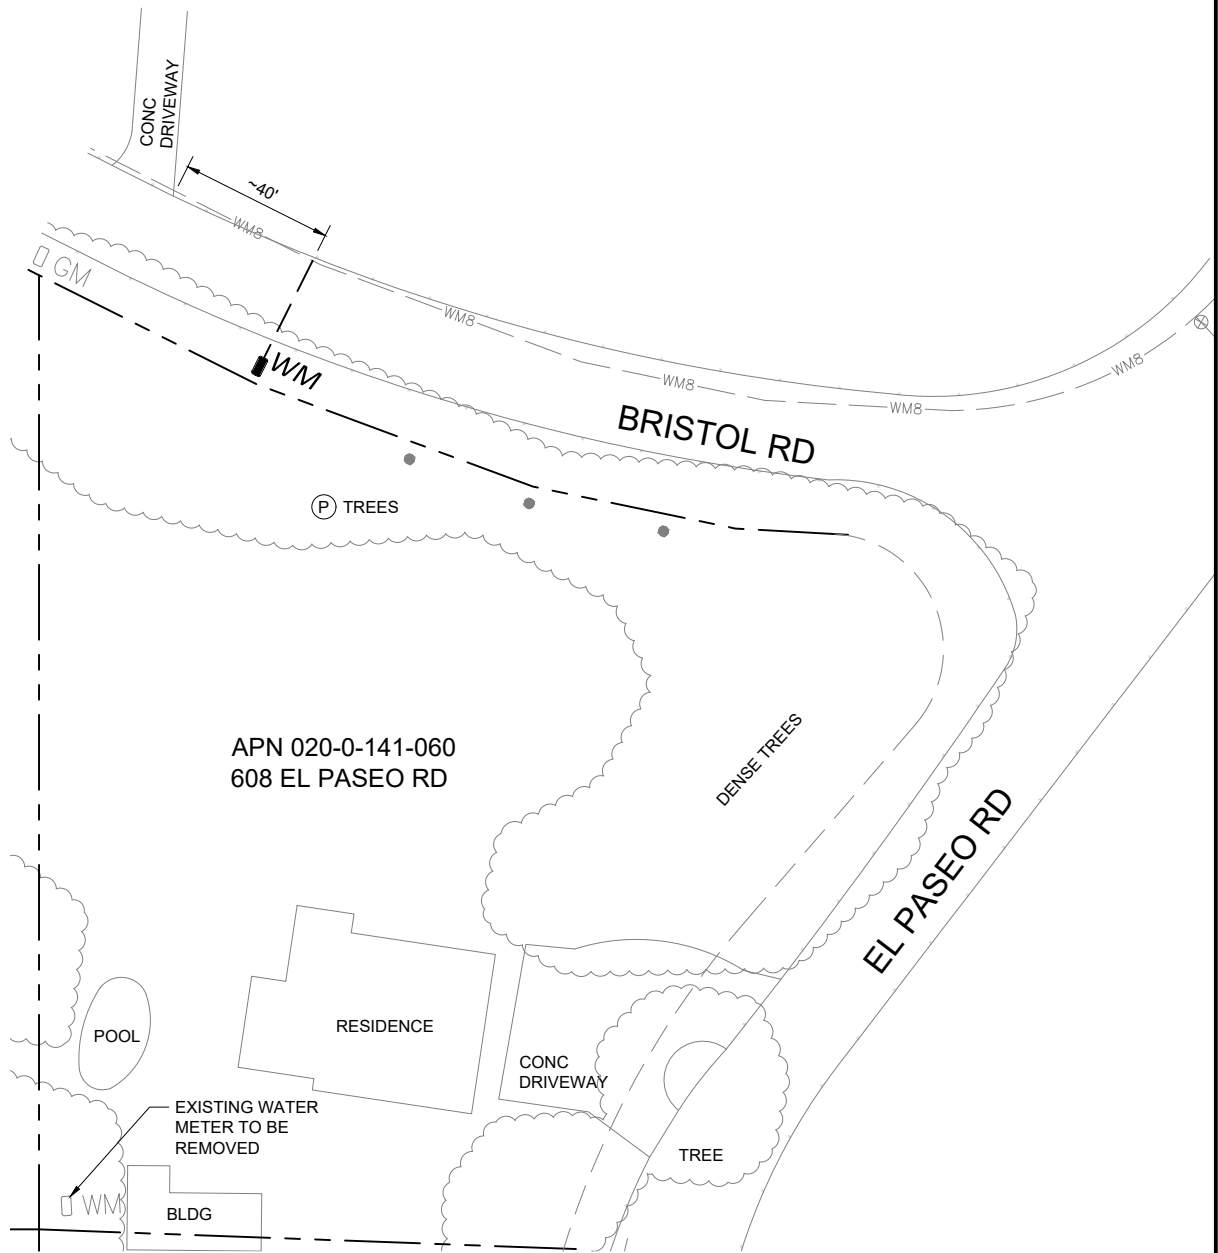 CONC
DRIVEWAY
~40'
WM8
GM
WM8
WM
WM8
WM8
WM8
BRISTOL RD
P TREES
APN 020-0-141-060
608 EL PASEO RD
DENSE TREES
EL PASEO RD
RESIDENCE
POOL
CONC
DRIVEWAY
EXISTING WATER
METER TO BE
REMOVED
TREE
WM
BLDG